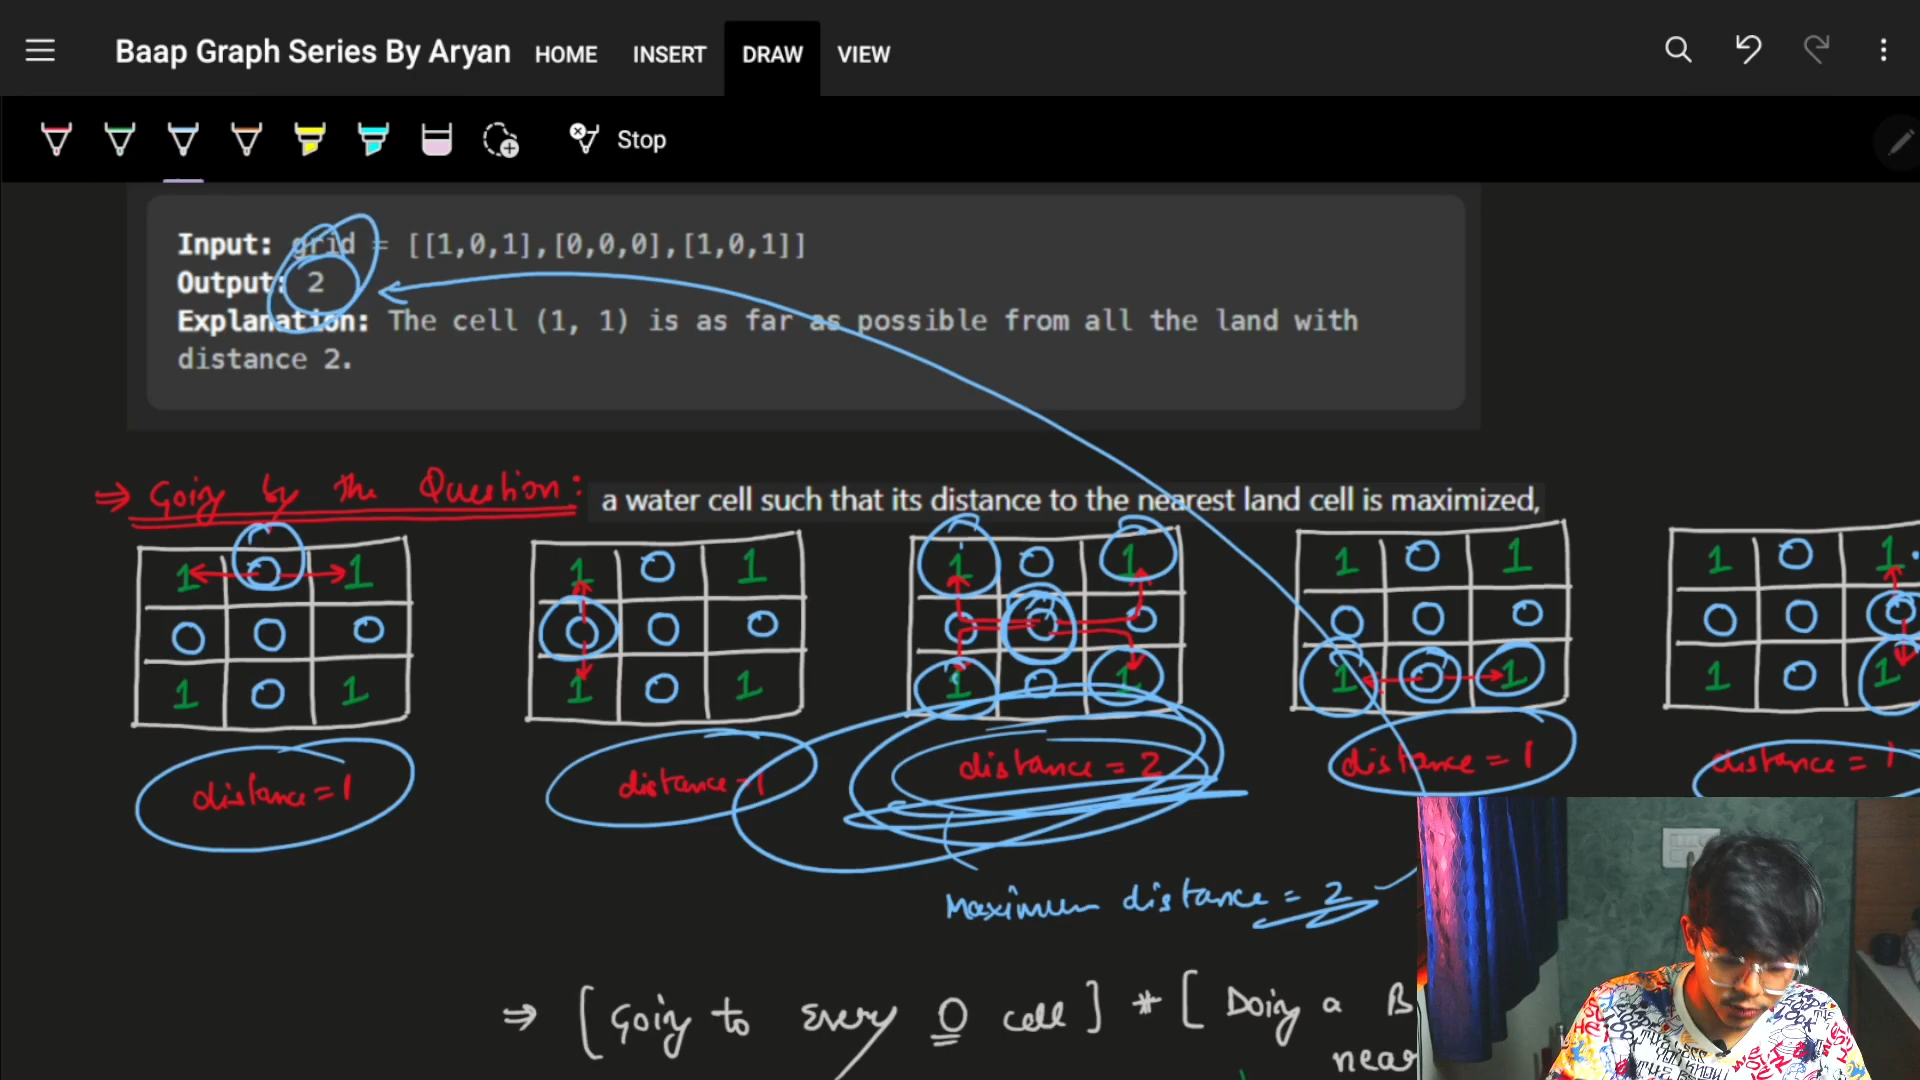 Baap Graph Series By Aryan HOME INSERT DRAW VIEW
Stop
Input: grid = [[1,0,1],[0,0,0],[1,0,1]]
Output: 2
Explanation: The cell (1, 1) is as far as possible from all the land with
distance 2.
⇒ Going by the Question: a water cell such that its distance to the nearest land cell is maximized,
1 0 1 1 0 1 1 0 1 1 0 1 1 0 1
0 0 0 0 0 0 0 0 0 0 0 0 0 0 0
1 0 1 1 0 1 1 0 1 1 0 1 1 0 1
distance = 1 distance = 1 distance = 2 distance = 1 distance = 1
Maximum distance = 2
⇒ [Going to every 0 cell] * [Doing a B
near